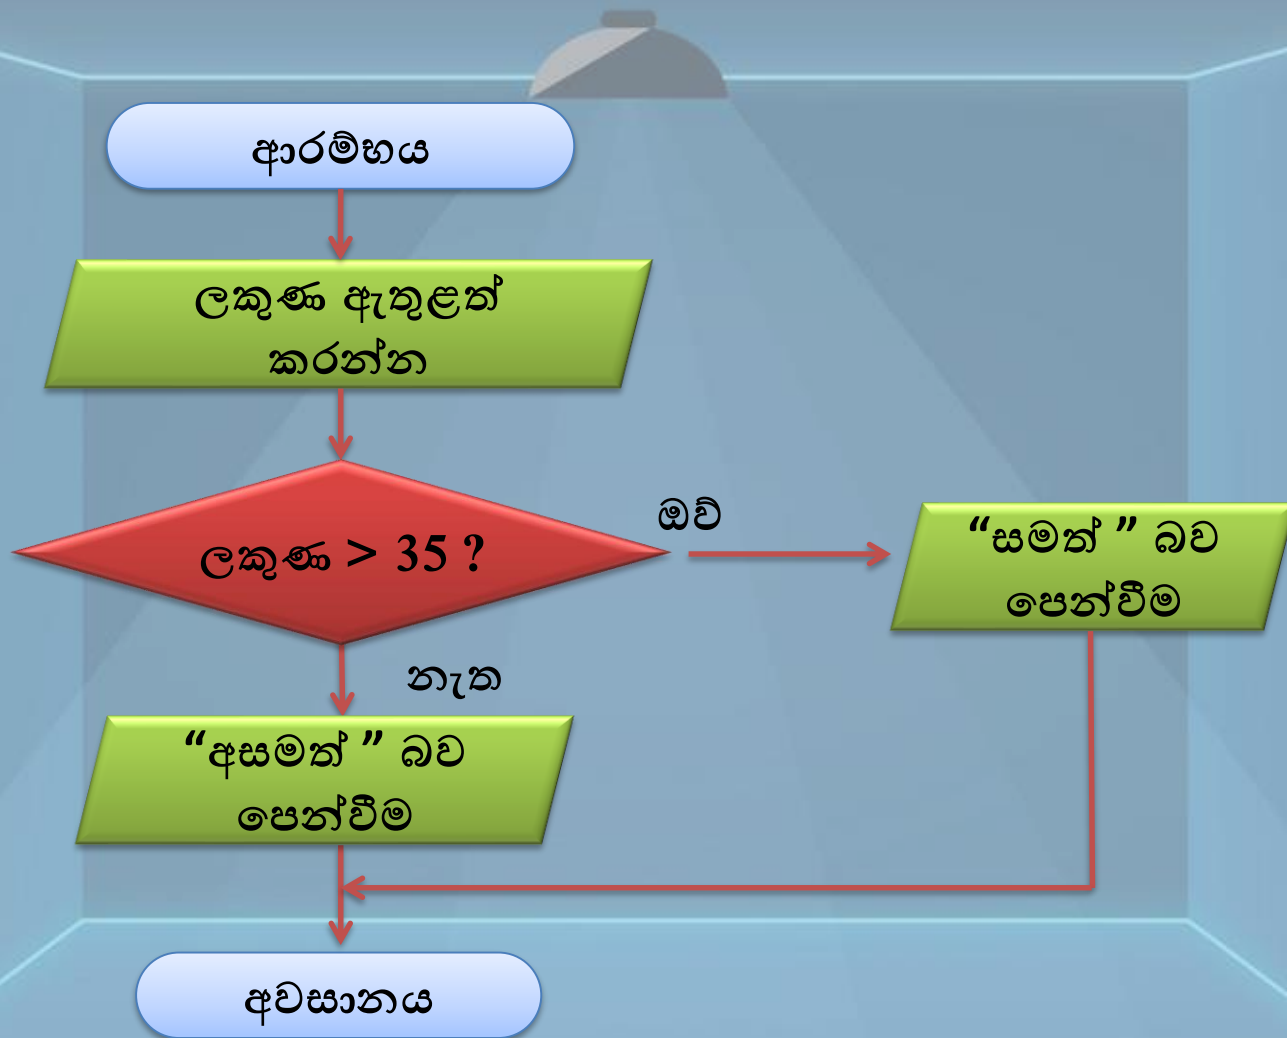 ආරම්භය
ලකුණ ඇතුළත්
කරන්න
ලකුණ > 35 ?
ඔව්
“සමත් ” බව
පෙන්වීම
නැත
“අසමත් ” බව
පෙන්වීම
අවසානය